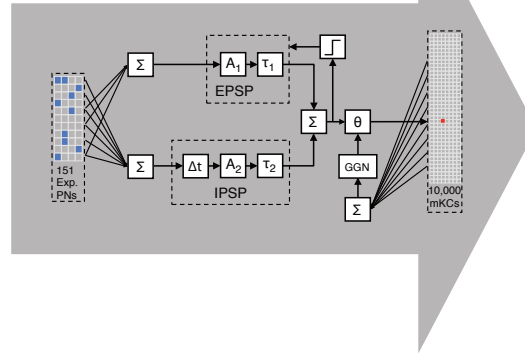 Σ
A1
τ1
EPSP
151
Exp.
PNs
Σ
θ
Σ
Δt
A2
τ2
IPSP
GGN
Σ
10,000
mKCs